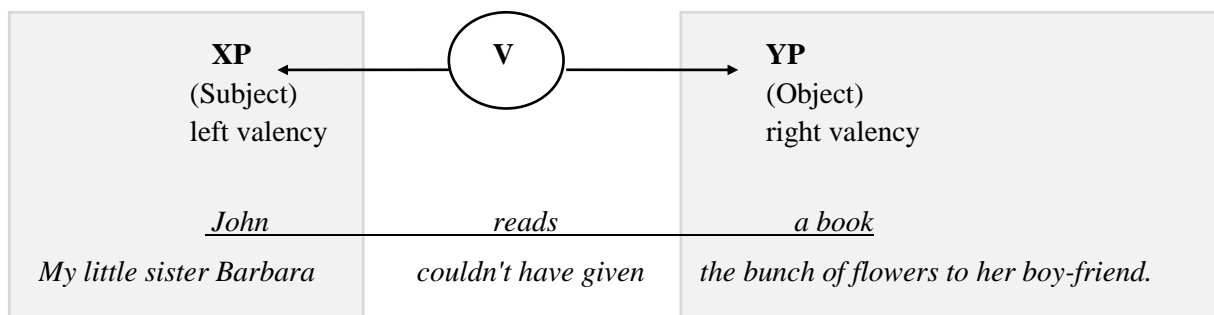 XP V YP
(Subject) (Object)
left valency right valency
John reads a book
My little sister Barbara couldn't have given the bunch of flowers to her boy-friend.